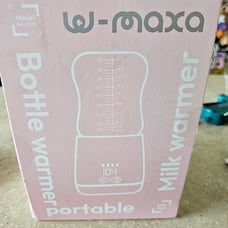 w-maxa
Model
Bottle warmer
104
Milk warmer
portable